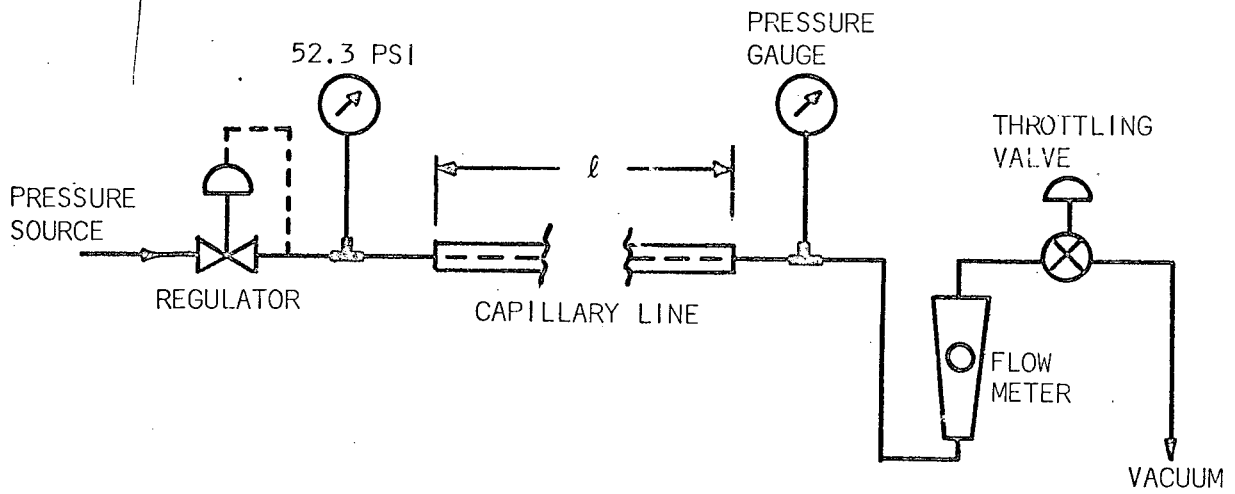 PRESSURE
GAUGE
52.3 PSI
THROTTLING
VALVE
ℓ
PRESSURE
SOURCE
REGULATOR
CAPILLARY LINE
FLOW
METER
VACUUM